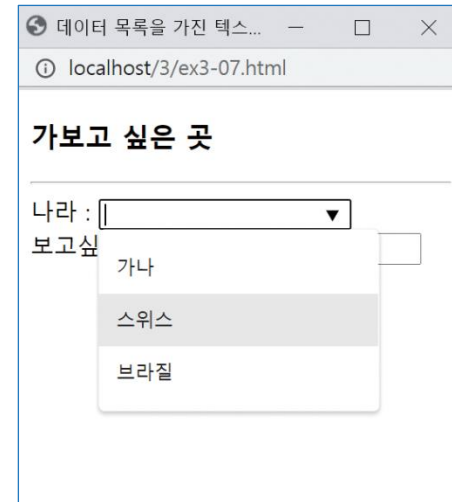 데이터 목록을 가진 텍스...
localhost/3/ex3-07.html
가보고 싶은 곳
나라 :
보고싶
가나
스위스
브라질